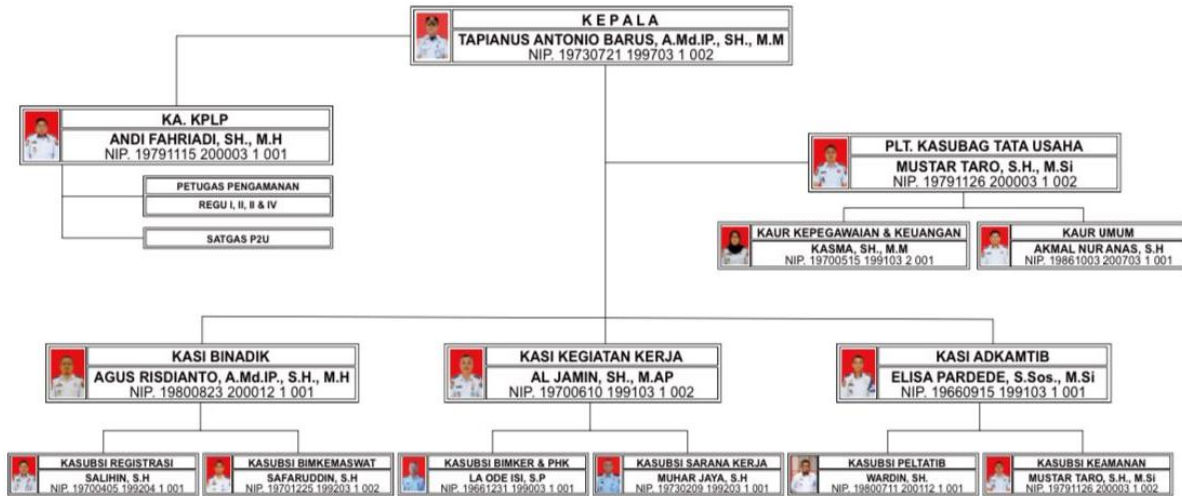 KEPALA
TAPIANUS ANTONIO BARUS, A.Md.IP., SH., M.M
NIP. 19730721 199703 1 002
KA. KPLP
ANDI FAHRIADI, SH., M.H
NIP. 19791115 200003 1 001
PETUGAS PENGAMANAN
REGU I, II, II & IV
SATGAS P2U
PLT. KASUBAG TATA USAHA
MUSTAR TARO, S.H., M.Si
NIP. 19791126 200003 1 002
KAUR KEPEGAWAIAN & KEUANGAN
KASMA, SH., M.M
NIP. 19700515 199103 2 001
KAUR UMUM
AKMAL NUR ANAS, S.H
NIP. 19861003 200703 1 001
KASI BINADIK
AGUS RISDIANTO, A.Md.IP., S.H., M.H
NIP. 19800823 200012 1 001
KASI KEGIATAN KERJA
AL JAMIN, SH., M.AP
NIP. 19700610 199103 1 002
KASI ADKAMTIB
ELISA PARDEDE, S.Sos., M.Si
NIP. 19660915 199103 1 001
KASUBSI REGISTRASI
SALIHIN, S.H
NIP. 19700405 199204 1 001
KASUBSI BIMKEMASWAT
SAFARUDDIN, S.H
NIP. 19701225 199203 1 002
KASUBSI BIMKER & PHK
LA ODE ISI, S.P
NIP. 19661231 199003 1 001
KASUBSI SARANA KERJA
MUHAR JAYA, S.H
NIP. 19730209 199203 1 001
KASUBSI PELTATIB
WARDIN, SH.
NIP. 19800711 200112 1 001
KASUBSI KEAMANAN
MUSTAR TARO, S.H., M.Si
NIP. 19791126 200003 1 002